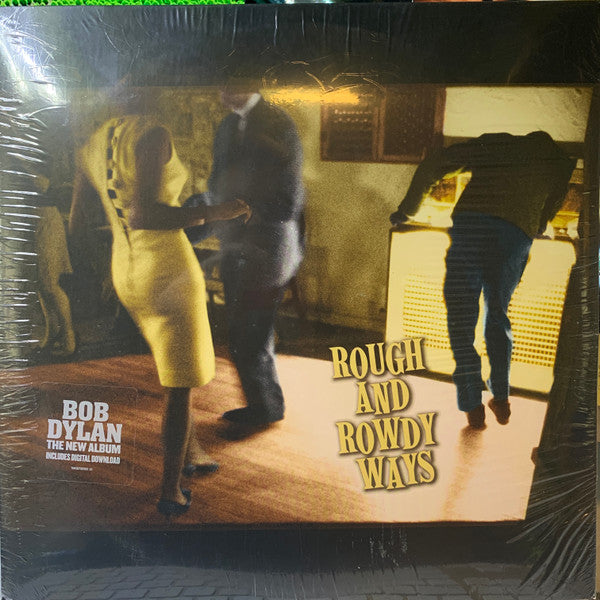 ROUGH
AND
ROWDY
WAYS
BOB
DYLAN
THE NEW ALBUM
INCLUDES DIGITAL DOWNLOAD